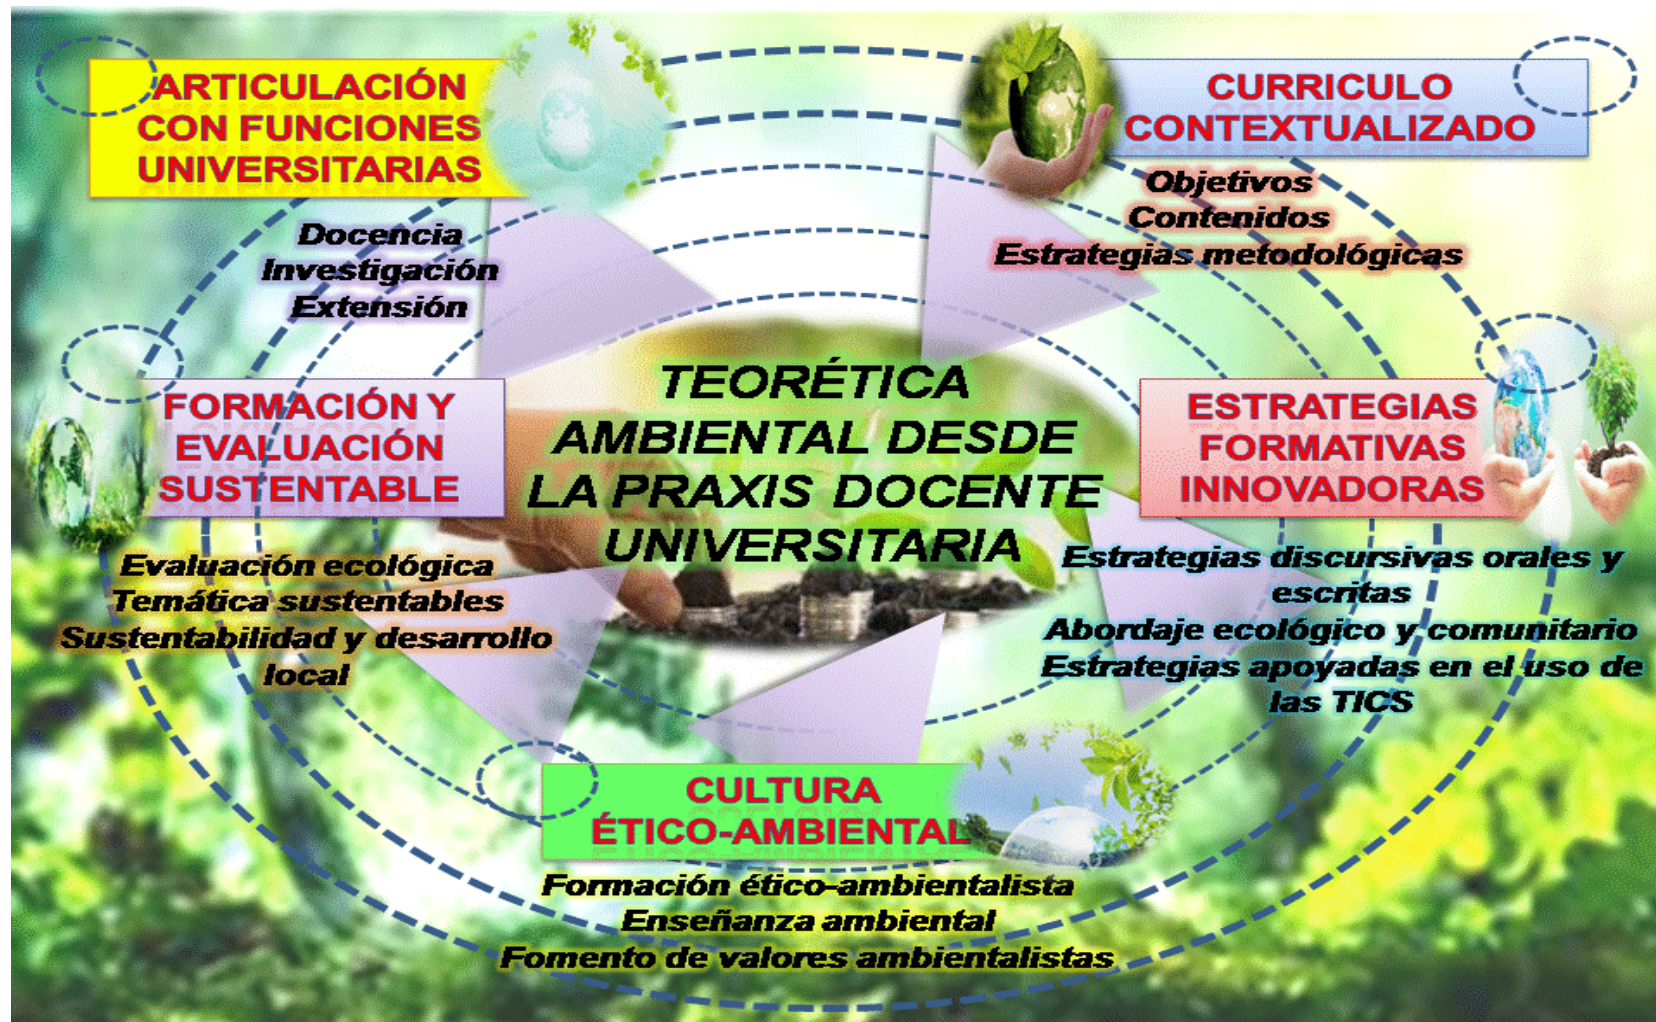 ARTICULACIÓN
CON FUNCIONES
UNIVERSITARIAS
Docencia
Investigación
Extensión
CURRICULO
CONTEXTUALIZADO
Objetivos
Contenidos
Estrategias metodológicas
TEORÉTICA
AMBIENTAL DESDE
LA PRAXIS DOCENTE
UNIVERSITARIA
FORMACIÓN Y
EVALUACIÓN
SUSTENTABLE
Evaluación ecológica
Temática sustentables
Sustentabilidad y desarrollo
local
ESTRATEGIAS
FORMATIVAS
INNOVADORAS
Estrategias discursivas orales y
escritas
Abordaje ecológico y comunitario
Estrategias apoyadas en el uso de
las TICS
CULTURA
ÉTICO-AMBIENTAL
Formación ético-ambientalista
Enseñanza ambiental
Fomento de valores ambientalistas